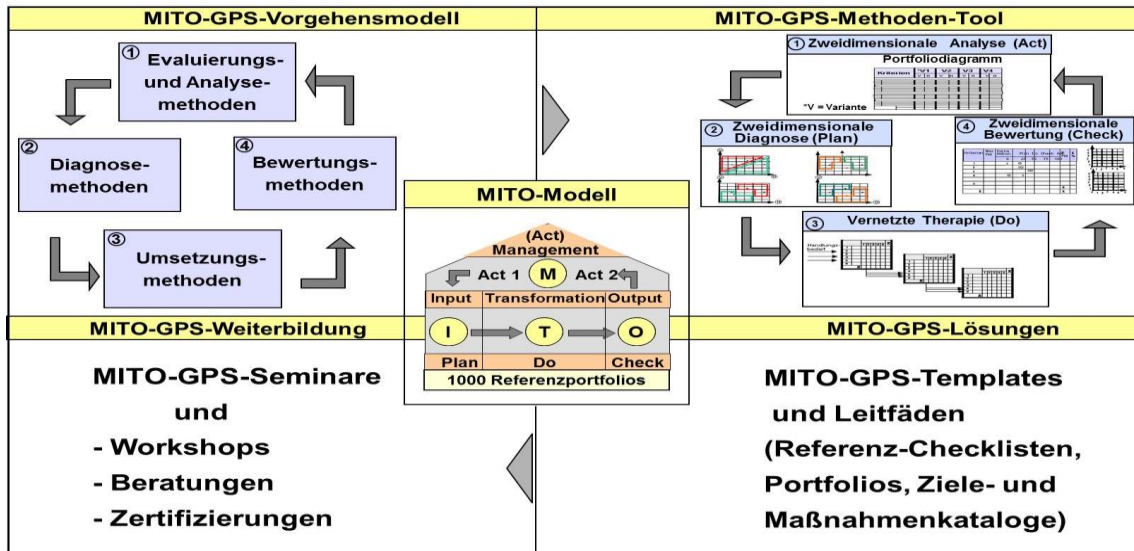 MITO-GPS-Vorgehensmodell
①
Evaluierungs-
und Analyse-
methoden
②
Diagnose-
methoden
③
Umsetzungs-
methoden
④
Bewertungs-
methoden
MITO-GPS-Methoden-Tool
① Zweidimensionale Analyse (Act)
Portfoliodiagramm
Kriterien *V1 V2 V3 V4
*V = Variante
② Zweidimensionale
Diagnose (Plan)
③ Vernetzte Therapie (Do)
④ Zweidimensionale
Bewertung (Check)
MITO-Modell
(Act)
Management
Act 1 M Act 2
Input Transformation Output
I T O
Plan Do Check
1000 Referenzportfolios
MITO-GPS-Weiterbildung
MITO-GPS-Seminare
und
- Workshops
- Beratungen
- Zertifizierungen
MITO-GPS-Lösungen
MITO-GPS-Templates
und Leitfäden
(Referenz-Checklisten,
Portfolios, Ziele- und
Maßnahmenkataloge)